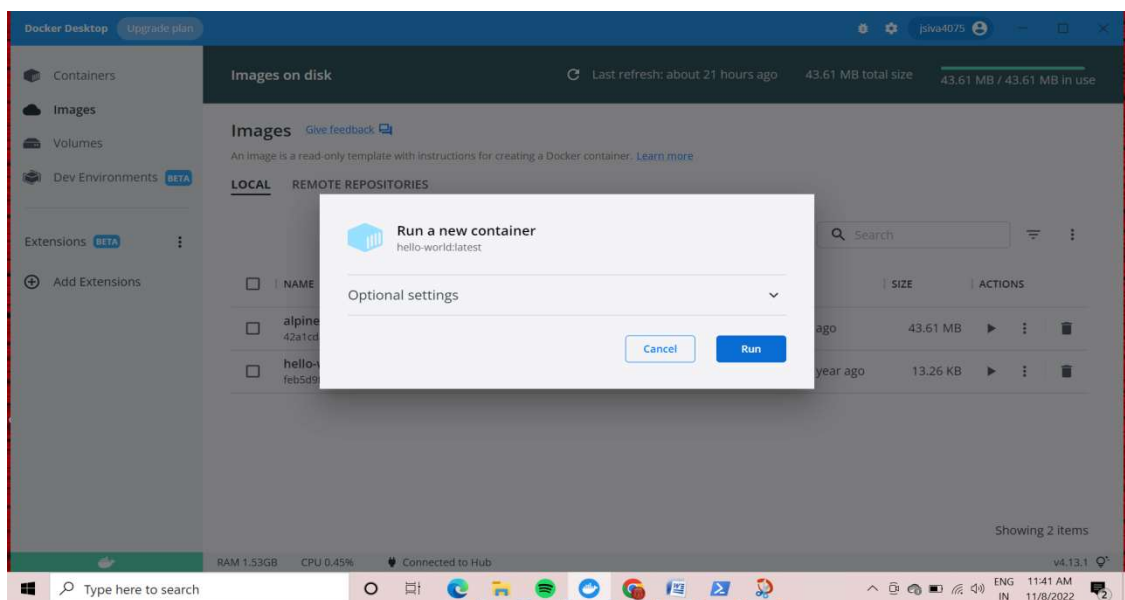 Docker Desktop Upgrade plan jsiva4075
Containers
Images
Volumes
Dev Environments BETA
Extensions BETA
Add Extensions
Images on disk Last refresh: about 21 hours ago 43.61 MB total size 43.61 MB / 43.61 MB in use
Images Give feedback
An image is a read-only template with instructions for creating a Docker container. Learn more
LOCAL REMOTE REPOSITORIES
Search
Run a new container
hello-world:latest
Optional settings
Cancel Run
NAME SIZE ACTIONS
alpine ago 43.61 MB
42a1cd
hello- year ago 13.26 KB
feb5d9
Showing 2 items
RAM 1.53GB CPU 0.45% Connected to Hub v4.13.1
Type here to search ENG 11:41 AM
IN 11/8/2022 2